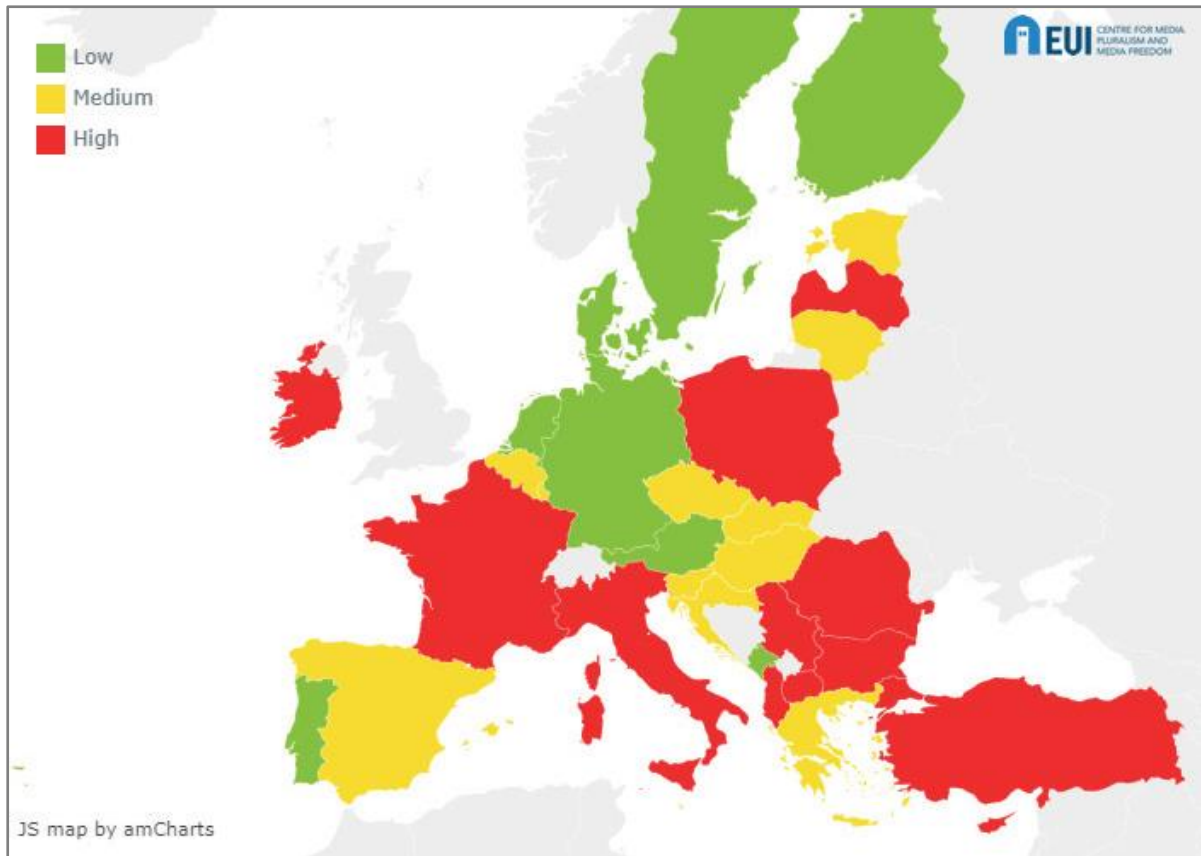 Low
Medium
High
EUI
CENTRE FOR MEDIA
PLURALISM AND
MEDIA FREEDOM
JS map by amCharts